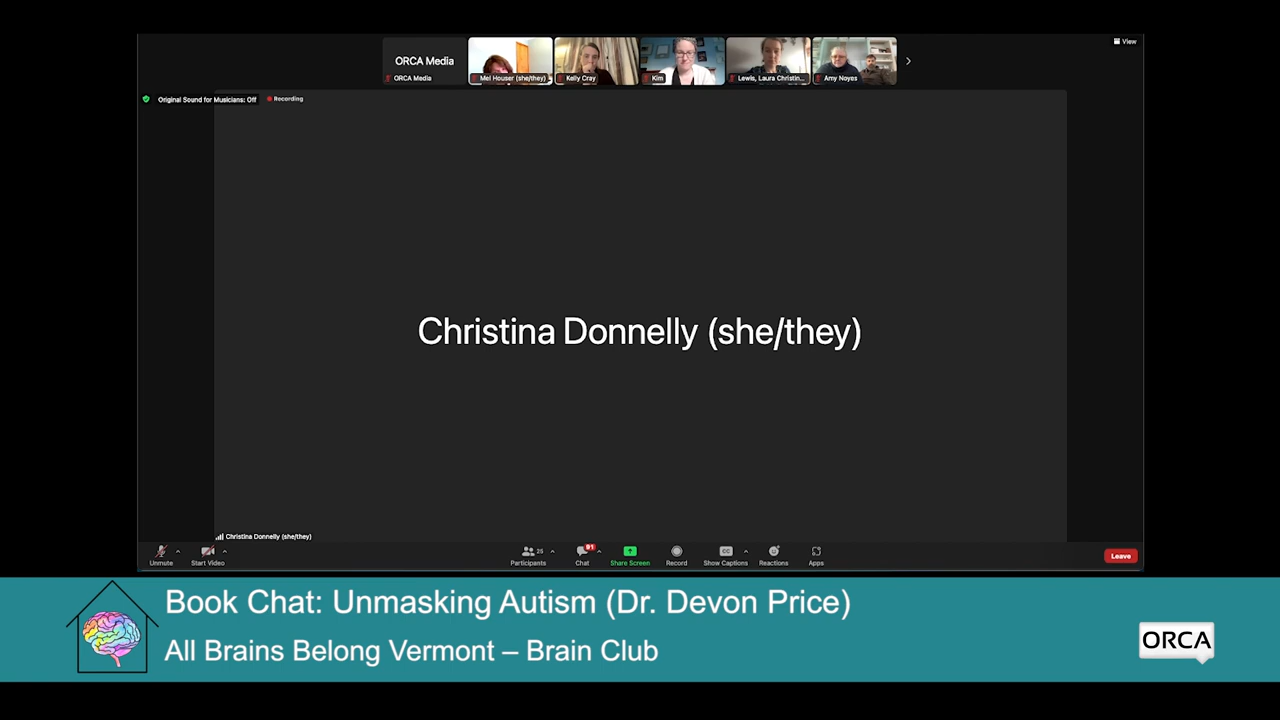 ORCA Media
View
ORCA Media
Mel Houser (she/they)
Kelly Cray
Kim
Lewis, Laura Christin...
Amy Noyes
Original Sound for Musicians: Off
Recording
Christina Donnelly (she/they)
Christina Donnelly (she/they)
Unmute
Start Video
25
Participants
91
Chat
Share Screen
Record
CC
Show Captions
Reactions
Apps
Leave
Book Chat: Unmasking Autism (Dr. Devon Price)
All Brains Belong Vermont – Brain Club
ORCA